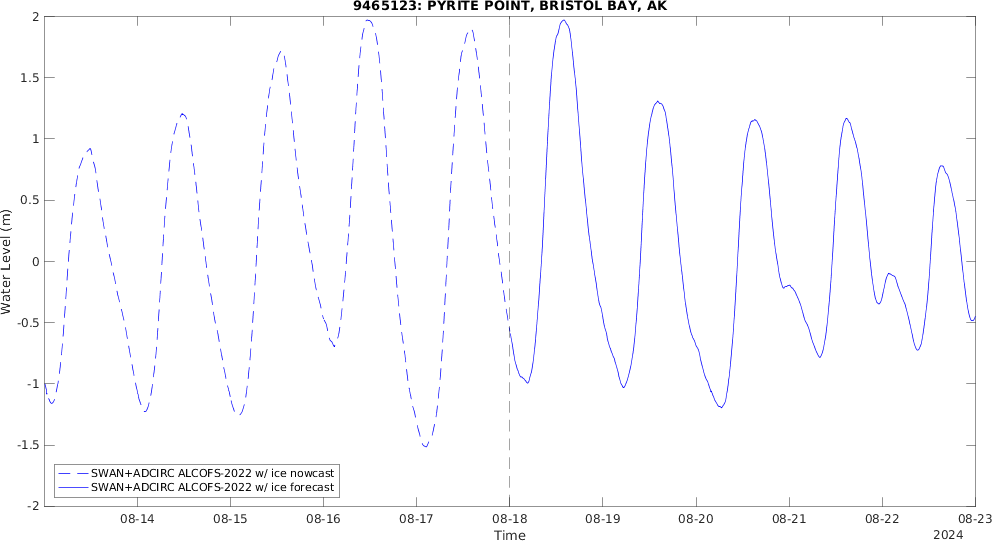 9465123: PYRITE POINT, BRISTOL BAY, AK
Water Level (m)
2
1.5
1
0.5
0
-0.5
-1
-1.5
-2
SWAN+ADCIRC ALCOFS-2022 w/ ice nowcast
SWAN+ADCIRC ALCOFS-2022 w/ ice forecast
08-14 08-15 08-16 08-17 08-18 08-19 08-20 08-21 08-22 08-23
Time
2024